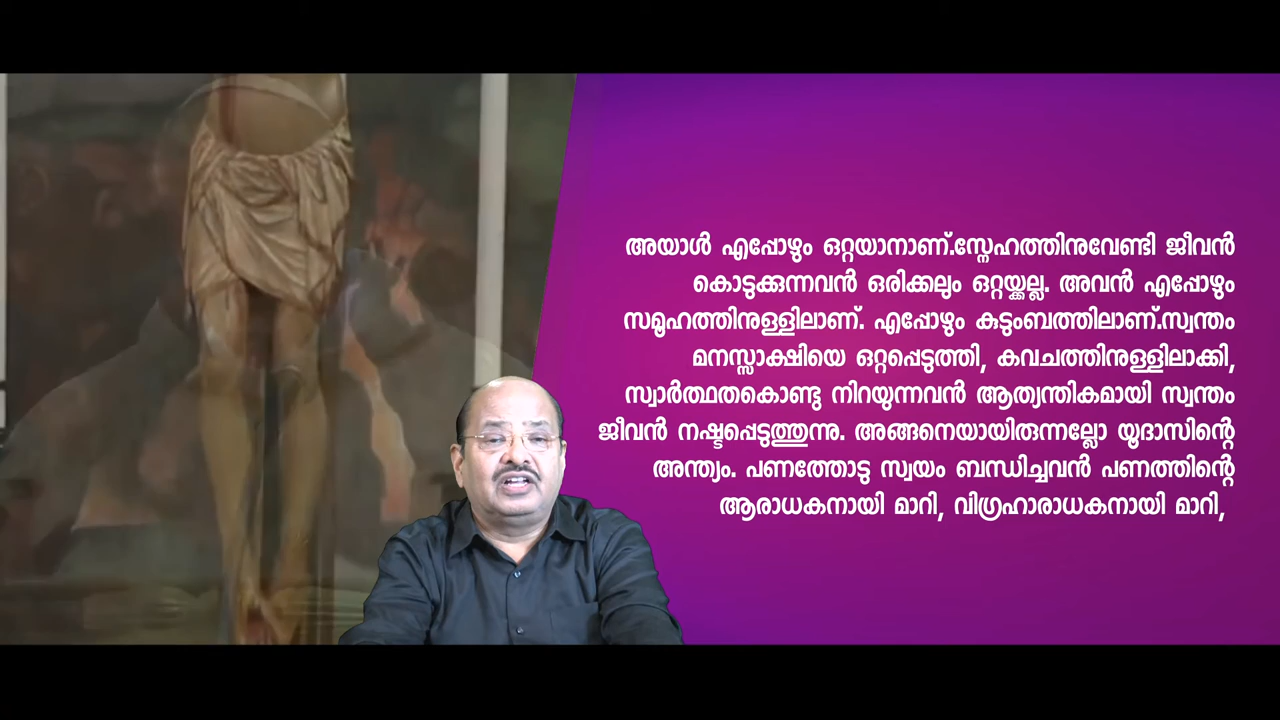 അയാൾ എപ്പോഴും ഒറ്റയാനാണ്.സ്നേഹത്തിനുവേണ്ടി ജീവൻ
കൊടുക്കുന്നവൻ ഒരിക്കലും ഒറ്റയ്ക്കല്ല. അവൻ എപ്പോഴും
സമൂഹത്തിനുള്ളിലാണ്. എപ്പോഴും കുടുംബത്തിലാണ്.സ്വന്തം
മനസ്സാക്ഷിയെ ഒറ്റപ്പെടുത്തി, കവചത്തിനുള്ളിലാക്കി,
സ്വാർത്ഥതകൊണ്ടു നിറയുന്നവൻ ആത്യന്തികമായി സ്വന്തം
ജീവൻ നഷ്ടപ്പെടുത്തുന്നു. അങ്ങനെയായിരുന്നല്ലോ യൂദാസിന്റെ
അന്ത്യം. പണത്തോടു സ്വയം ബന്ധിച്ചവൻ പണത്തിന്റെ
ആരാധകനായി മാറി, വിഗ്രഹാരാധകനായി മാറി,